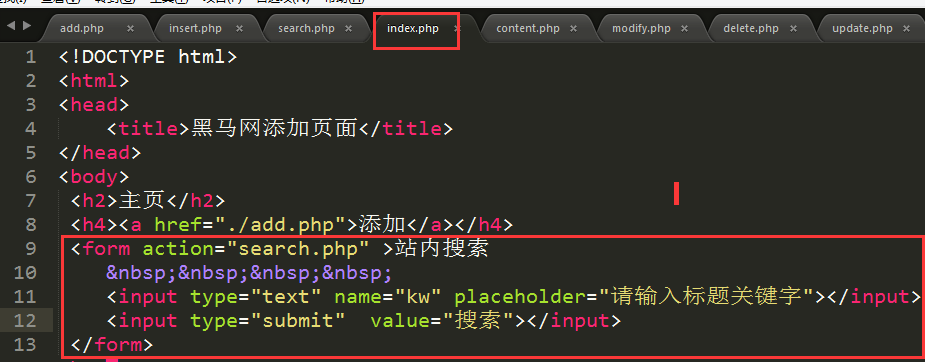 add.php × insert.php × search.php × index.php × content.php × modify.php × delete.php × update.php ×
1 <!DOCTYPE html>
2 <html>
3 <head>
4     <title>黑马网添加页面</title>
5 </head>
6 <body>
7  <h2>主页</h2>
8  <h4><a href="./add.php">添加</a></h4>
9  <form action="search.php" >站内搜索
10    &nbsp;&nbsp;&nbsp;&nbsp;
11    <input type="text" name="kw" placeholder="请输入标题关键字"></input>
12    <input type="submit"  value="搜索"></input>
13 </form>